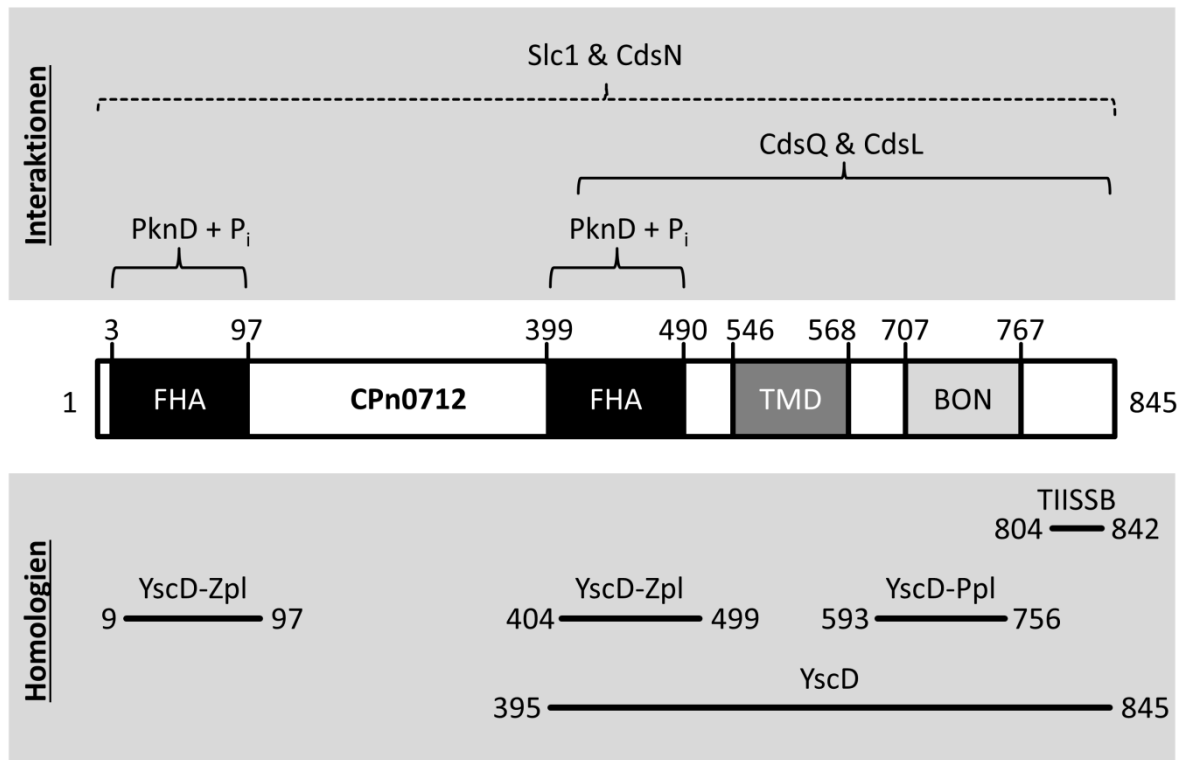 Interaktionen
Slc1 & CdsN
CdsQ & CdsL
PknD + Pi PknD + Pi
3 97 399 490 546 568 707 767
1 FHA CPn0712 FHA TMD BON 845
Homologien
TIISSB
804 842
YscD-Zpl YscD-Zpl YscD-Ppl
9 97 404 499 593 756
YscD
395 845